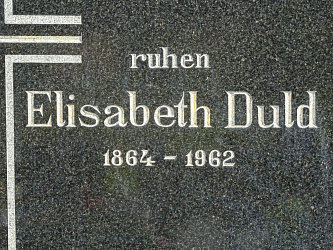 ruhen
Elisabeth Duld
1864 - 1962